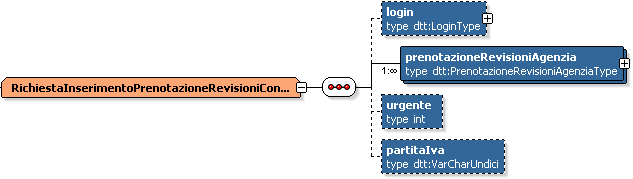 login
type dtt:LoginType
prenotazioneRevisioniAgenzia
type dtt:PrenotazioneRevisioniAgenziaType
1:∞
RichiestaInserimentoPrenotazioneRevisioniCon...
urgente
type int
partitaIva
type dtt:VarCharUndici